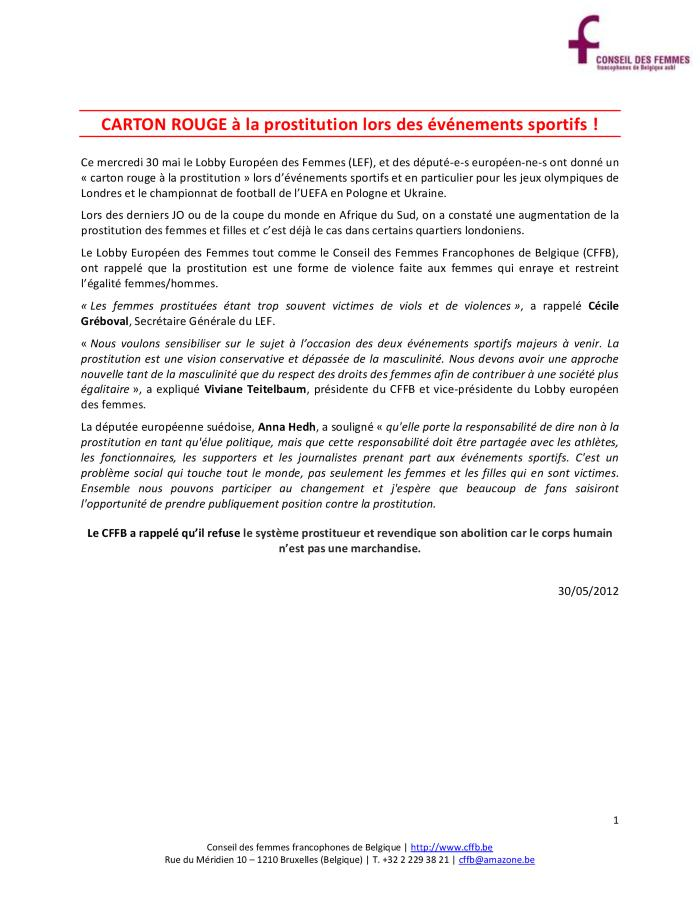 CONSEIL DES FEMMES
francophones de Belgique asbl
CARTON ROUGE à la prostitution lors des événements sportifs !
Ce mercredi 30 mai le Lobby Européen des Femmes (LEF), et des député-e-s européen-ne-s ont donné un
« carton rouge à la prostitution » lors d’événements sportifs et en particulier pour les jeux olympiques de
Londres et le championnat de football de l’UEFA en Pologne et Ukraine.
Lors des derniers JO ou de la coupe du monde en Afrique du Sud, on a constaté une augmentation de la
prostitution des femmes et filles et c’est déjà le cas dans certains quartiers londoniens.
Le Lobby Européen des Femmes tout comme le Conseil des Femmes Francophones de Belgique (CFFB),
ont rappelé que la prostitution est une forme de violence faite aux femmes qui enraye et restreint
l’égalité femmes/hommes.
« Les femmes prostituées étant trop souvent victimes de viols et de violences », a rappelé Cécile
Gréboval, Secrétaire Générale du LEF.
« Nous voulons sensibiliser sur le sujet à l’occasion des deux événements sportifs majeurs à venir. La
prostitution est une vision conservative et dépassée de la masculinité. Nous devons avoir une approche
nouvelle tant de la masculinité que du respect des droits des femmes afin de contribuer à une société plus
égalitaire », a expliqué Viviane Teitelbaum, présidente du CFFB et vice-présidente du Lobby européen
des femmes.
La députée européenne suédoise, Anna Hedh, a souligné « qu'elle porte la responsabilité de dire non à la
prostitution en tant qu'élue politique, mais que cette responsabilité doit être partagée avec les athlètes,
les fonctionnaires, les supporters et les journalistes prenant part aux événements sportifs. C'est un
problème social qui touche tout le monde, pas seulement les femmes et les filles qui en sont victimes.
Ensemble nous pouvons participer au changement et j'espère que beaucoup de fans saisiront
l'opportunité de prendre publiquement position contre la prostitution.
Le CFFB a rappelé qu’il refuse le système prostitueur et revendique son abolition car le corps humain
n’est pas une marchandise.
30/05/2012
1
Conseil des femmes francophones de Belgique | http://www.cffb.be
Rue du Méridien 10 – 1210 Bruxelles (Belgique) | T. +32 2 229 38 21 | cffb@amazone.be